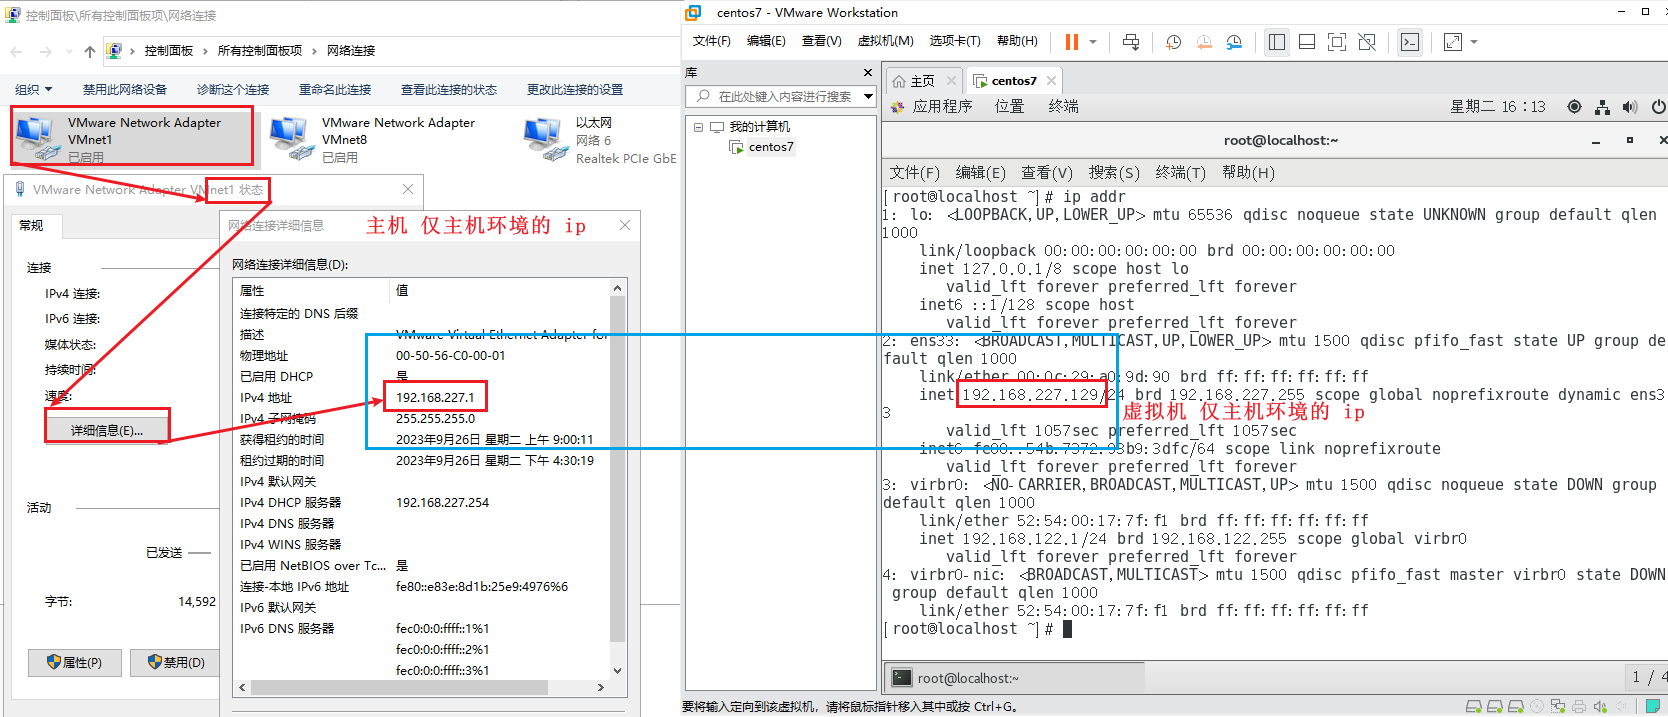 控制面板\所有控制面板项\网络连接
控制面板 › 所有控制面板项 › 网络连接
组织 禁用此网络设备 诊断这个连接 重命名此连接 查看此连接的状态 更改此连接的设置
VMware Network Adapter
VMnet1
已启用
VMware Network Adapter
VMnet8
已启用
以太网
网络 6
Realtek PCIe GbE
VMware Network Adapter VMnet1 状态
常规
连接
IPv4 连接:
IPv6 连接:
媒体状态:
持续时间:
速度:
详细信息(E)...
活动
已发送
字节: 14,592
属性(P) 禁用(D)
网络连接详细信息
主机 仅主机环境的 ip
网络连接详细信息(D):
属性 值
连接特定的 DNS 后缀
描述 VMware Virtual Ethernet Adapter for
物理地址 00-50-56-C0-00-01
已启用 DHCP 是
IPv4 地址 192.168.227.1
IPv4 子网掩码 255.255.255.0
获得租约的时间 2023年9月26日 星期二 上午 9:00:11
租约过期的时间 2023年9月26日 星期二 下午 4:30:19
IPv4 默认网关
IPv4 DHCP 服务器 192.168.227.254
IPv4 DNS 服务器
IPv4 WINS 服务器
已启用 NetBIOS over Tc... 是
连接-本地 IPv6 地址 fe80::e83e:8d1b:25e9:4976%6
IPv6 默认网关
IPv6 DNS 服务器 fec0:0:0:ffff::1%1
fec0:0:0:ffff::2%1
fec0:0:0:ffff::3%1
centos7 - VMware Workstation
文件(F) 编辑(E) 查看(V) 虚拟机(M) 选项卡(T) 帮助(H)
库
在此处键入内容进行搜索
我的计算机
centos7
主页 centos7
应用程序 位置 终端 星期二 16：13
root@localhost:~
文件(F) 编辑(E) 查看(V) 搜索(S) 终端(T) 帮助(H)
[root@localhost ~]# ip addr
1: lo: <LOOPBACK,UP,LOWER_UP> mtu 65536 qdisc noqueue state UNKNOWN group default qlen
1000
link/loopback 00:00:00:00:00:00 brd 00:00:00:00:00:00
inet 127.0.0.1/8 scope host lo
valid_lft forever preferred_lft forever
inet6 ::1/128 scope host
valid_lft forever preferred_lft forever
2: ens33: <BROADCAST,MULTICAST,UP,LOWER_UP> mtu 1500 qdisc pfifo_fast state UP group de
fault qlen 1000
link/ether 00:0c:29:a0:9d:90 brd ff:ff:ff:ff:ff:ff
inet 192.168.227.129/24 brd 192.168.227.255 scope global noprefixroute dynamic ens3
3
虚拟机 仅主机环境的 ip
valid_lft 1057sec preferred_lft 1057sec
inet6 :3dfc/64 scope link noprefixroute
valid_lft forever preferred_lft forever
3: virbr0: <NO-CARRIER,BROADCAST,MULTICAST,UP> mtu 1500 qdisc noqueue state DOWN group
default qlen 1000
link/ether 52:54:00:17:7f:f1 brd ff:ff:ff:ff:ff:ff
inet 192.168.122.1/24 brd 192.168.122.255 scope global virbr0
valid_lft forever preferred_lft forever
4: virbr0-nic: <BROADCAST,MULTICAST> mtu 1500 qdisc pfifo_fast master virbr0 state DOWN
group default qlen 1000
link/ether 52:54:00:17:7f:f1 brd ff:ff:ff:ff:ff:ff
[root@localhost ~]#
root@localhost:~ 1 / 4
要将输入定向到该虚拟机，请将鼠标指针移入其中或按 Ctrl+G。